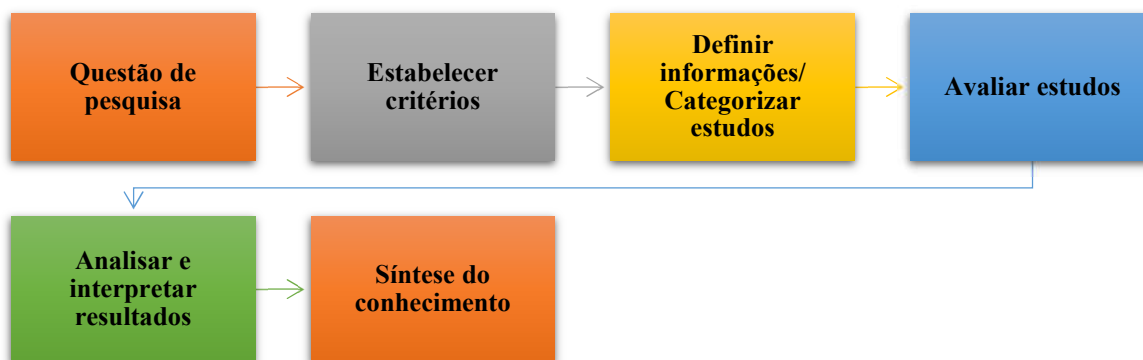 Questão de
pesquisa
Estabelecer
critérios
Definir
informações/
Categorizar
estudos
Avaliar estudos
Analisar e
interpretar
resultados
Síntese do
conhecimento